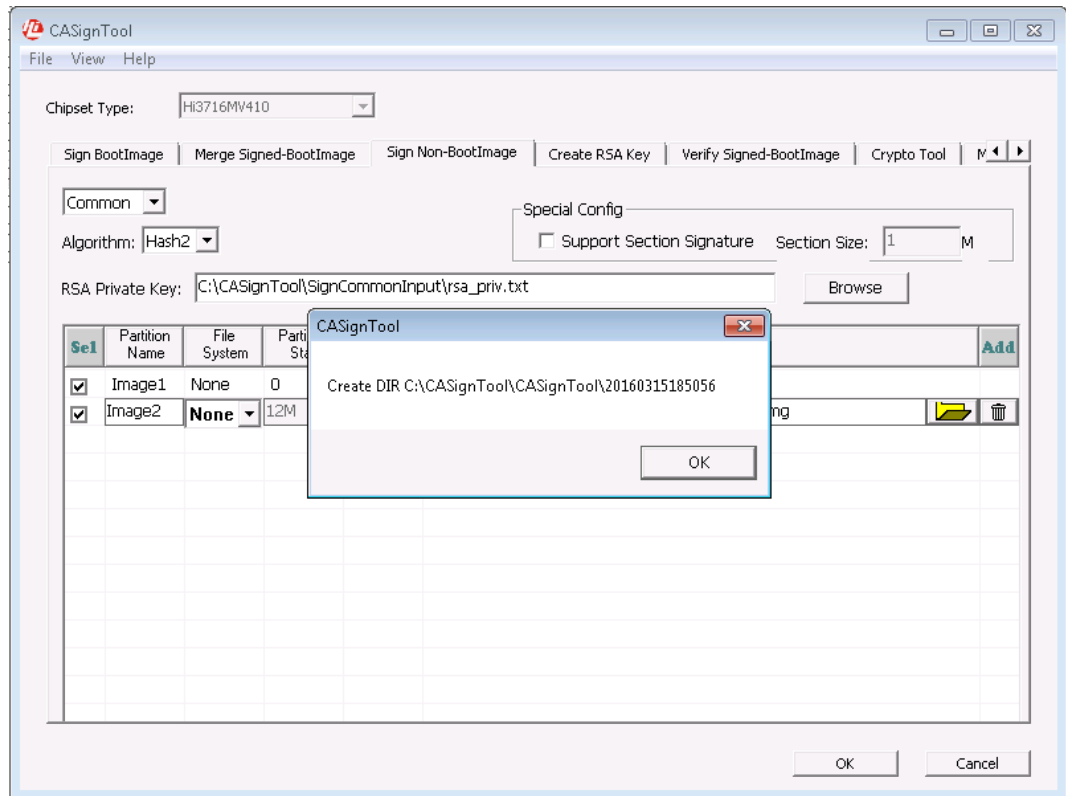 CASignTool
File View Help
Chipset Type: Hi3716MV410
Sign BootImage Merge Signed-BootImage Sign Non-BootImage Create RSA Key Verify Signed-BootImage Crypto Tool M
Common
Special Config
Algorithm: Hash2
Support Section Signature Section Size: 1 M
RSA Private Key: C:\CASignTool\SignCommonInput\rsa_priv.txt Browse
CASignTool
Sel Partition Name File System Parti Sta Add
Create DIR C:\CASignTool\CASignTool\20160315185056
Image1 None 0
Image2 None 12M mg
OK
OK Cancel